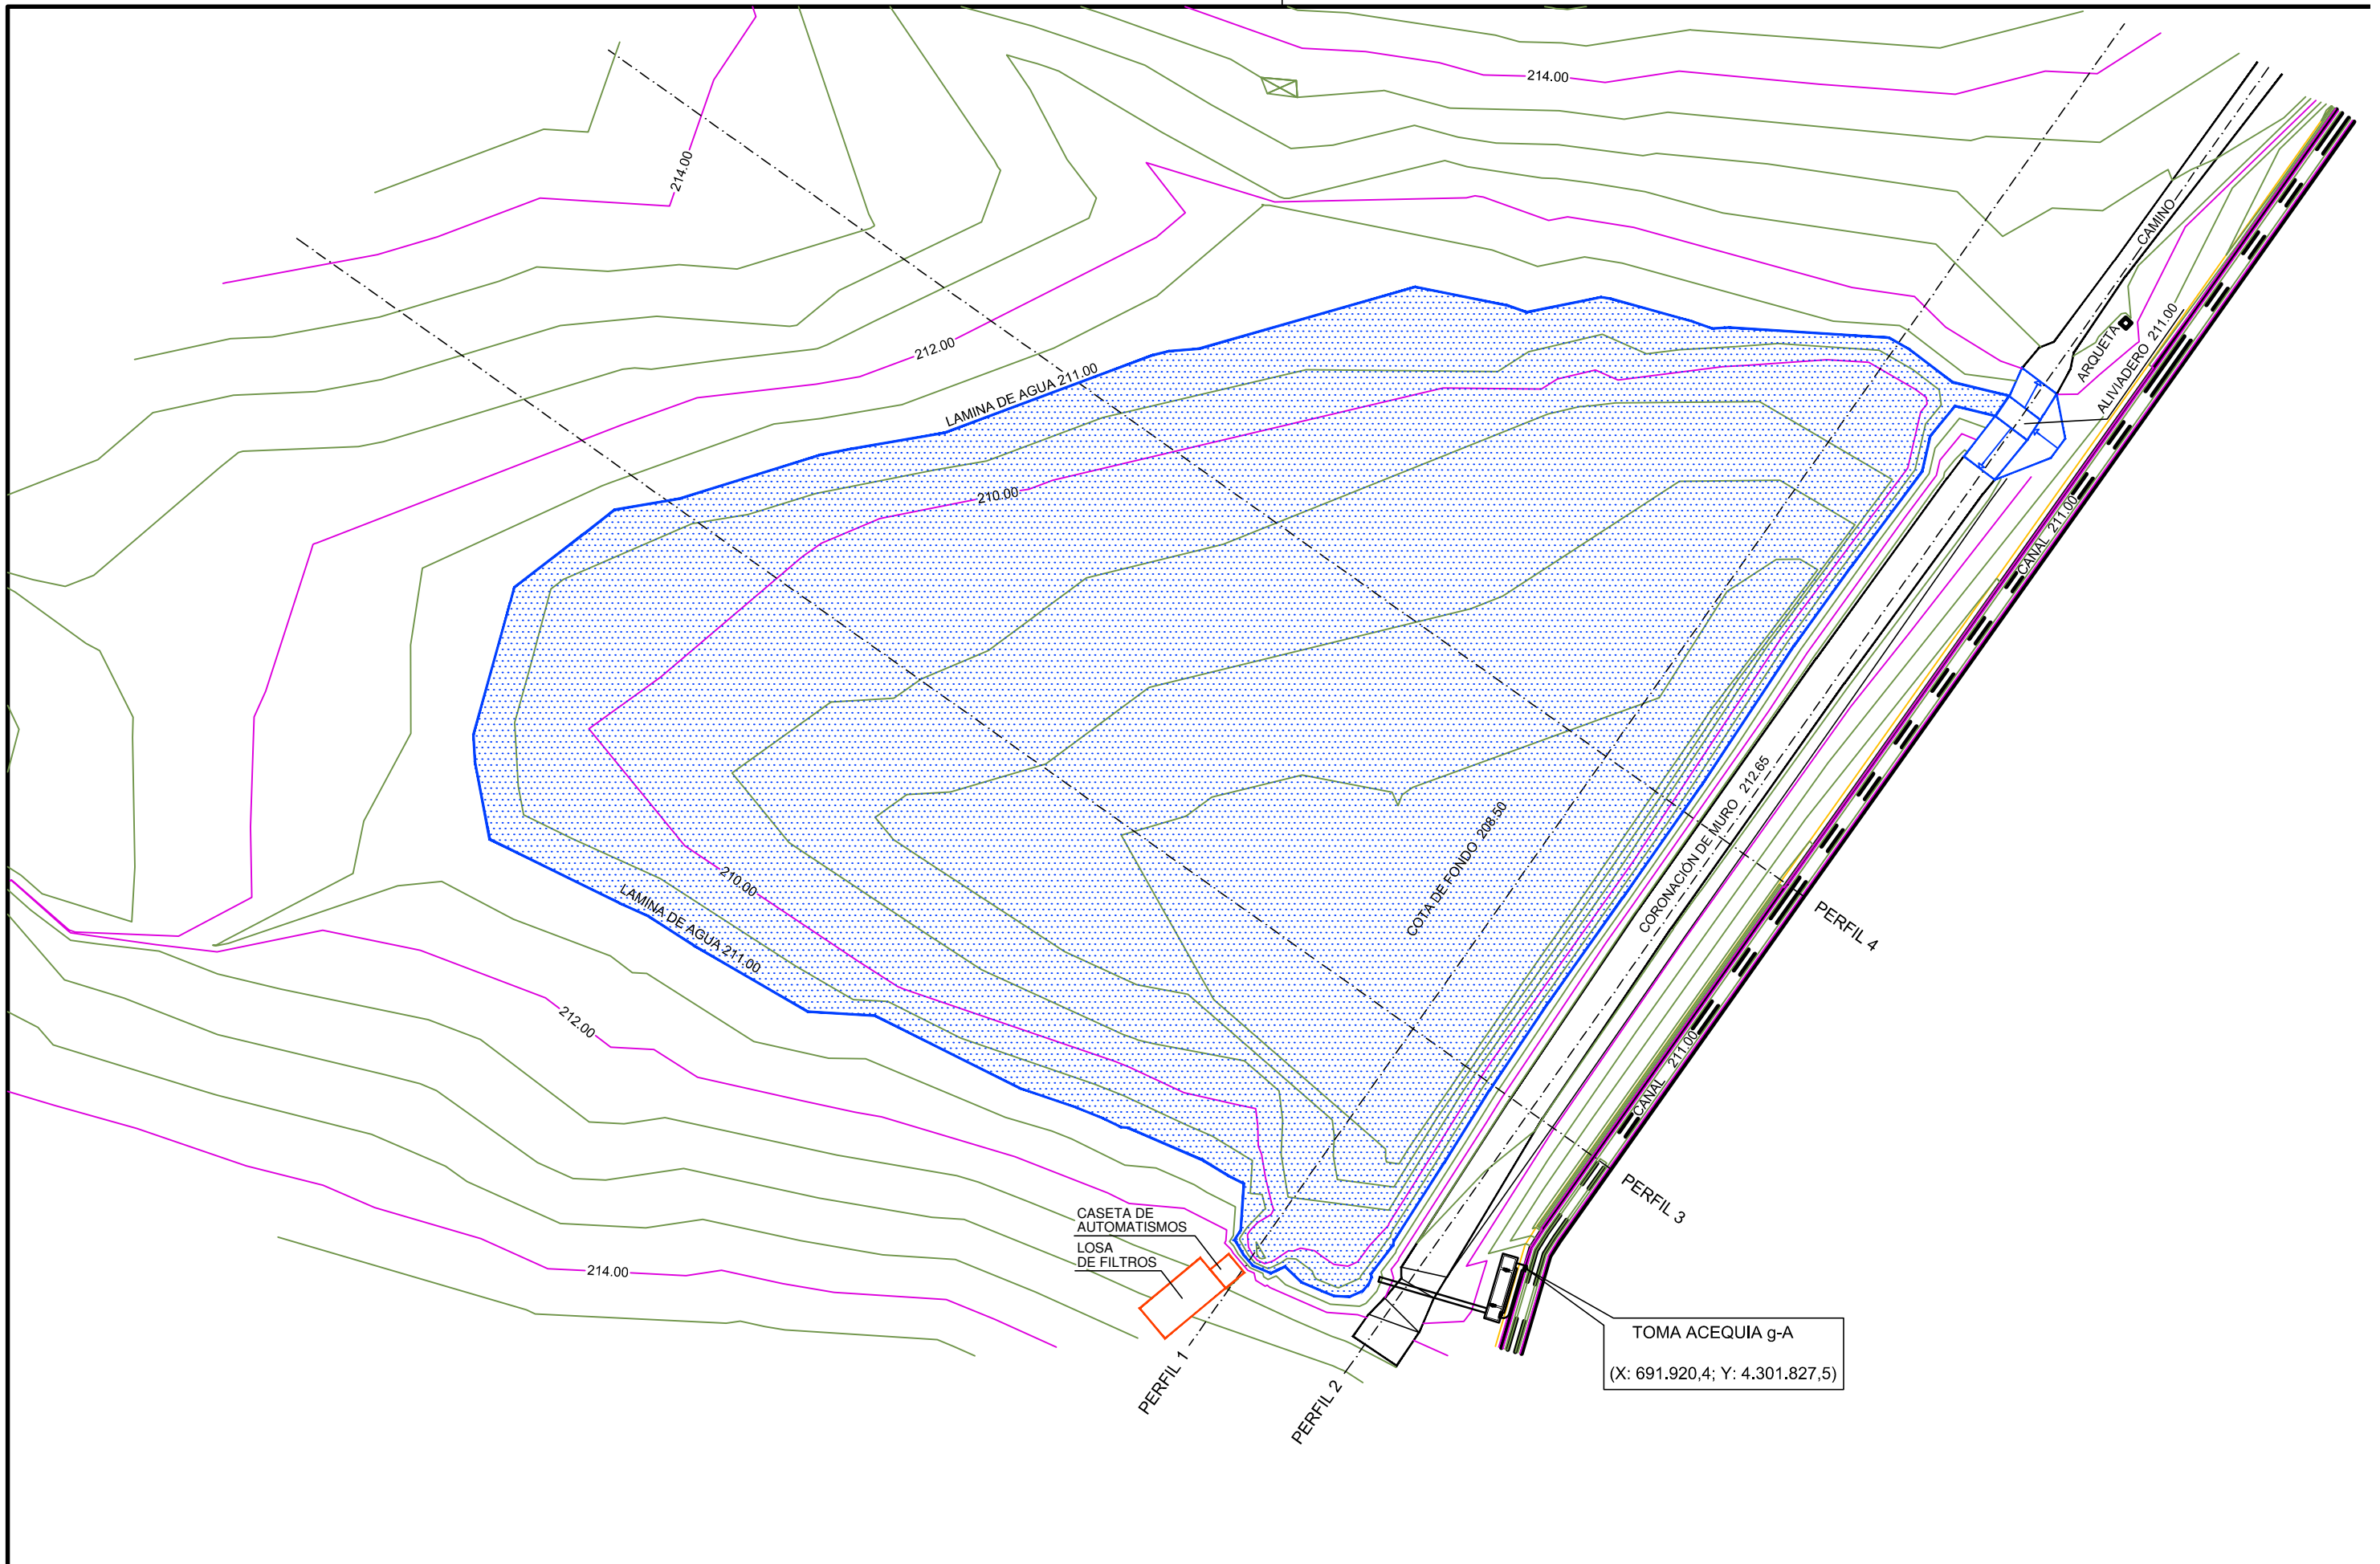 214.00
214.00
CAMINO
212.00
ARQUETA
ALIVIADERO 211.00
LAMINA DE AGUA 211.00
210.00
CANAL 211.00
CORONACIÓN DE MURO 212.65
COTA DE FONDO 208.50
210.00
LAMINA DE AGUA 211.00
PERFIL 4
212.00
CANAL 211.00
PERFIL 3
CASETA DE
AUTOMATISMOS
LOSA
DE FILTROS
214.00
TOMA ACEQUIA g-A
(X: 691.920,4; Y: 4.301.827,5)
PERFIL 1
PERFIL 2